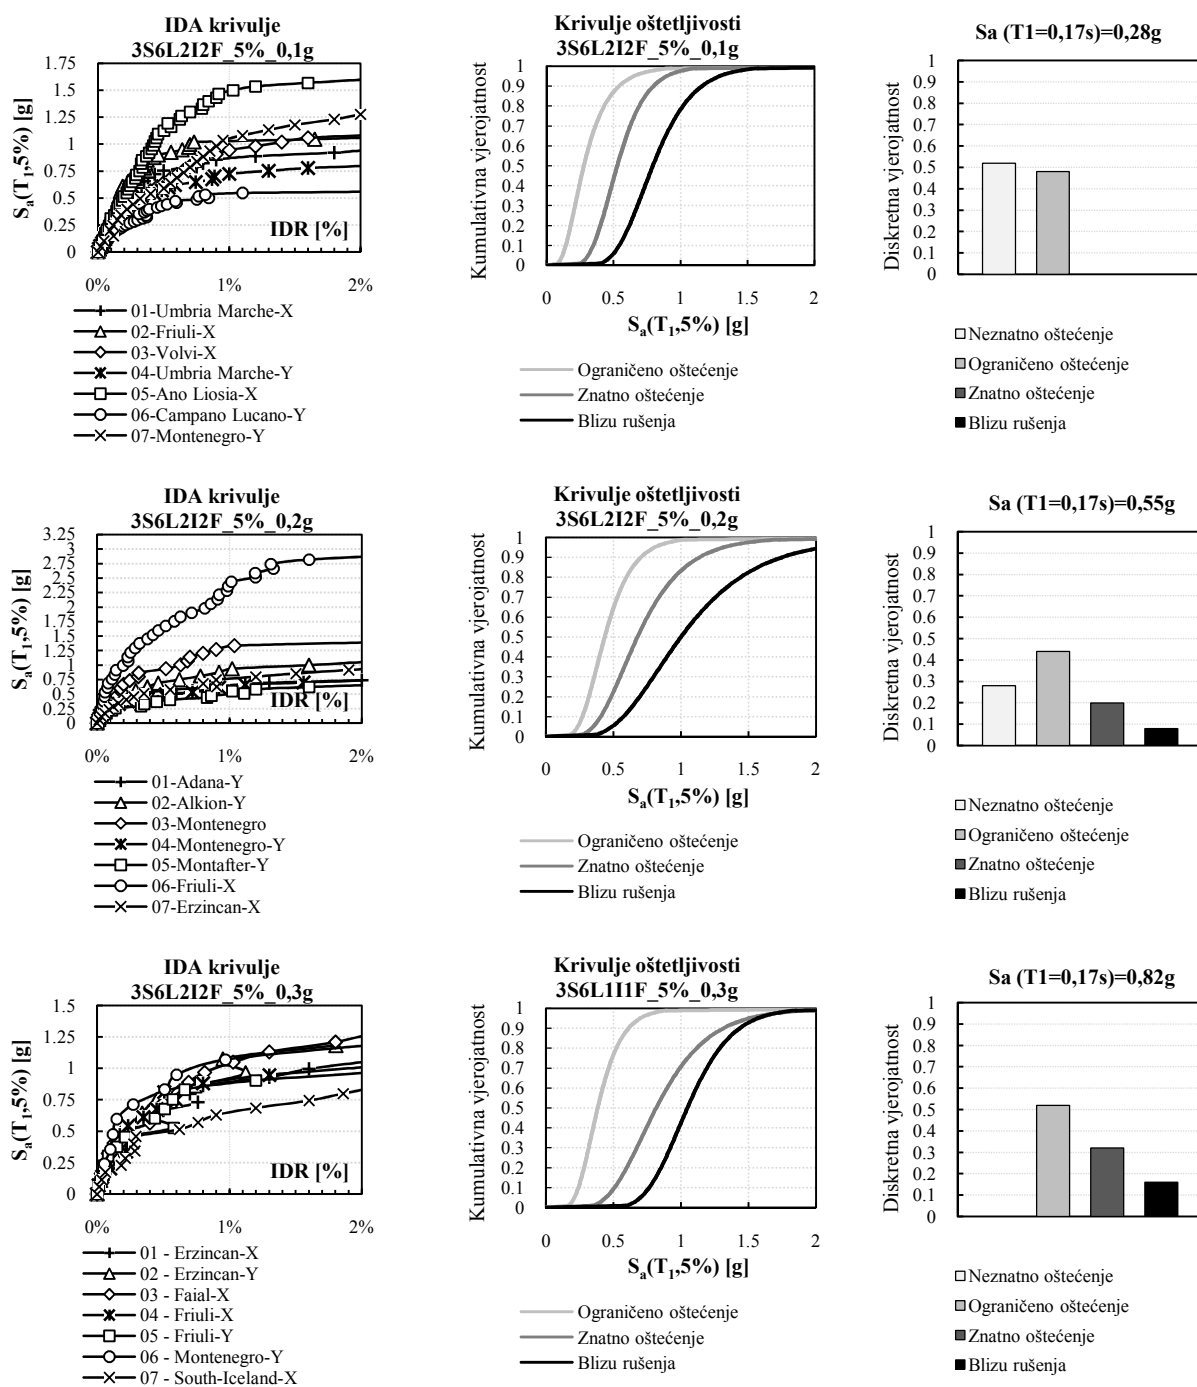 IDA krivulje
3S6L2I2F_5%_0,1g
1.75
1.5
1.25
1
0.75
0.5
0.25
0
Sa(T1,5%) [g]
IDR [%]
0%
1%
2%
01-Umbria Marche-X
02-Friuli-X
03-Volvi-X
04-Umbria Marche-Y
05-Ano Liosia-X
06-Campano Lucano-Y
07-Montenegro-Y
Krivulje oštetljivosti
3S6L2I2F_5%_0,1g
1
0.9
0.8
0.7
0.6
0.5
0.4
0.3
0.2
0.1
0
Kumulativna vjerojatnost
0
0.5
1
1.5
2
Sa(T1,5%) [g]
Ograničeno oštećenje
Znatno oštećenje
Blizu rušenja
Sa (T1=0,17s)=0,28g
1
0.9
0.8
0.7
0.6
0.5
0.4
0.3
0.2
0.1
0
Diskretna vjerojatnost
Neznatno oštećenje
Ograničeno oštećenje
Znatno oštećenje
Blizu rušenja
IDA krivulje
3S6L2I2F_5%_0,2g
3.25
3
2.75
2.5
2.25
2
1.75
1.5
1.25
1
0.75
0.5
0.25
0
Sa(T1,5%) [g]
IDR [%]
0%
1%
2%
01-Adana-Y
02-Alkion-Y
03-Montenegro
04-Montenegro-Y
05-Montafter-Y
06-Friuli-X
07-Erzincan-X
Krivulje oštetljivosti
3S6L2I2F_5%_0,2g
1
0.9
0.8
0.7
0.6
0.5
0.4
0.3
0.2
0.1
0
Kumulativna vjerojatnost
0
0.5
1
1.5
2
Sa(T1,5%) [g]
Ograničeno oštećenje
Znatno oštećenje
Blizu rušenja
Sa (T1=0,17s)=0,55g
1
0.9
0.8
0.7
0.6
0.5
0.4
0.3
0.2
0.1
0
Diskretna vjerojatnost
Neznatno oštećenje
Ograničeno oštećenje
Znatno oštećenje
Blizu rušenja
IDA krivulje
3S6L2I2F_5%_0,3g
1.5
1.25
1
0.75
0.5
0.25
0
Sa(T1,5%) [g]
IDR [%]
0%
1%
2%
01 - Erzincan-X
02 - Erzincan-Y
03 - Faial-X
04 - Friuli-X
05 - Friuli-Y
06 - Montenegro-Y
07 - South-Iceland-X
Krivulje oštetljivosti
3S6L1I1F_5%_0,3g
1
0.9
0.8
0.7
0.6
0.5
0.4
0.3
0.2
0.1
0
Kumulativna vjerojatnost
0
0.5
1
1.5
2
Sa(T1,5%) [g]
Ograničeno oštećenje
Znatno oštećenje
Blizu rušenja
Sa (T1=0,17s)=0,82g
1
0.9
0.8
0.7
0.6
0.5
0.4
0.3
0.2
0.1
0
Diskretna vjerojatnost
Neznatno oštećenje
Ograničeno oštećenje
Znatno oštećenje
Blizu rušenja